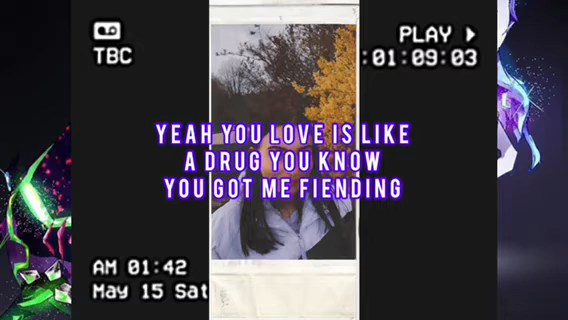 TBC
PLAY
:01:09:03
YEAH YOU LOVE IS LIKE
A DRUG YOU KNOW
YOU GOT ME FIENDING
AM 01:42
May 15 Sat